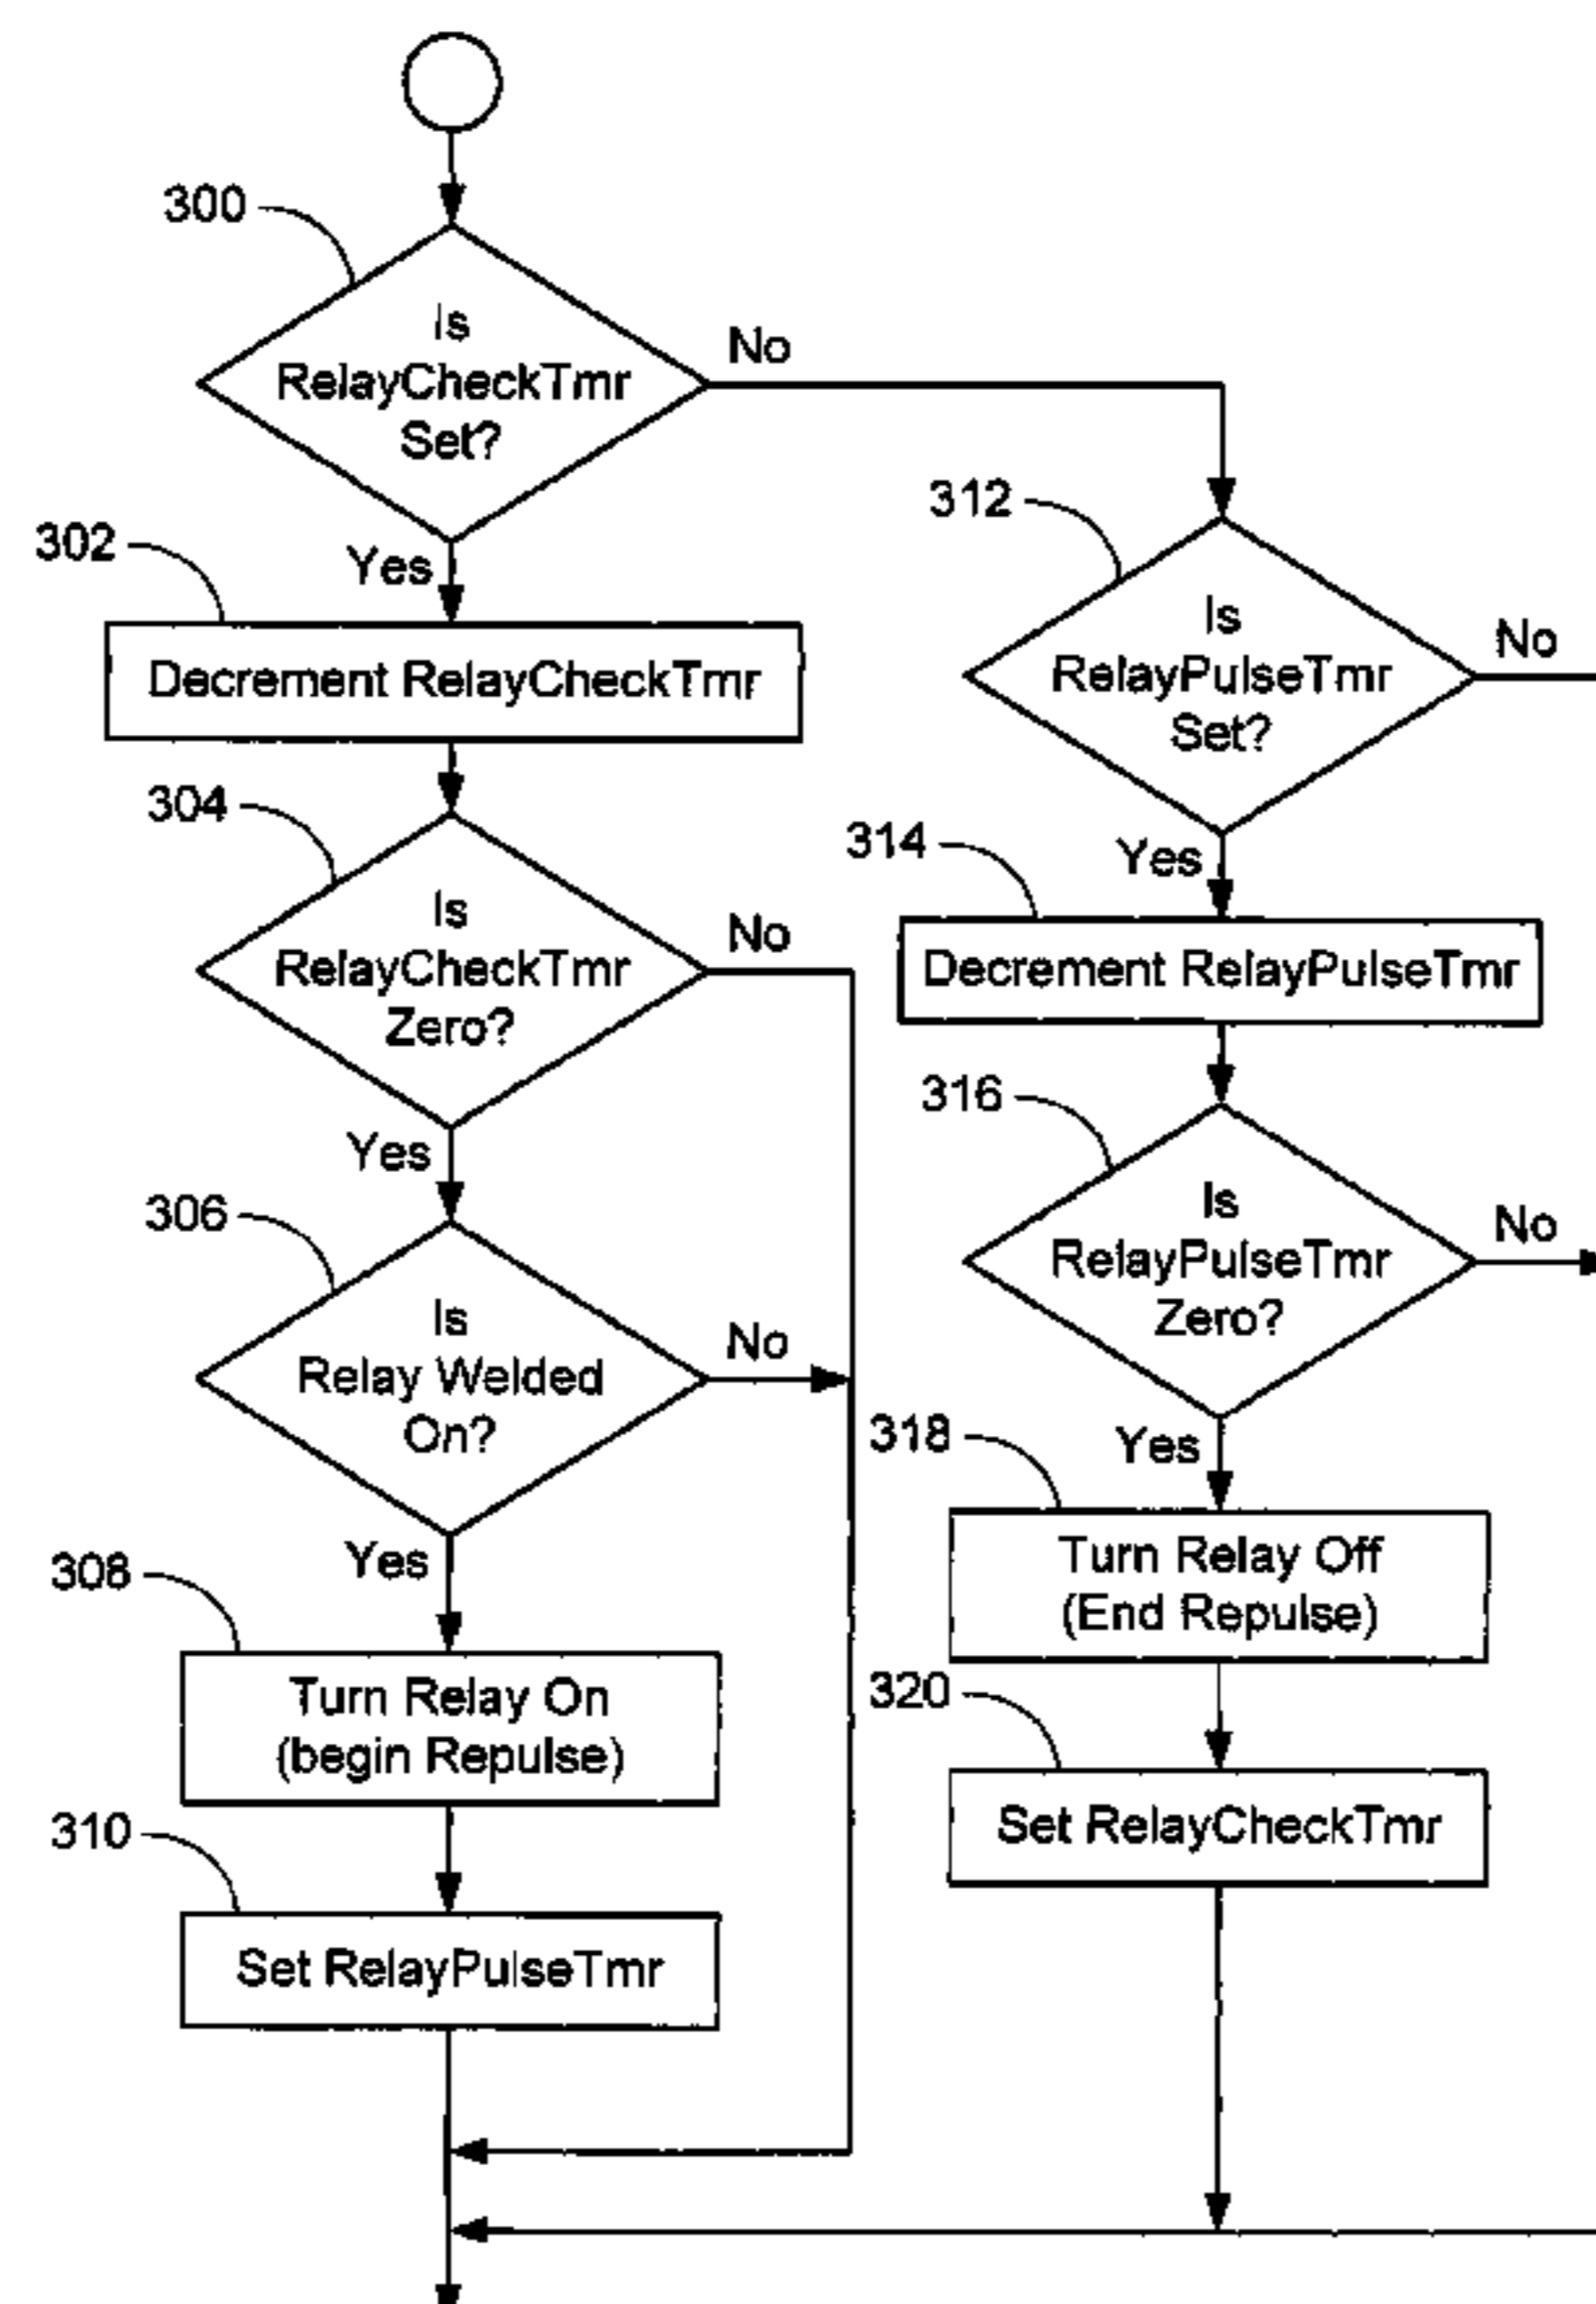 300
Is
RelayCheckTmr
Set?
No
Yes
302
Decrement RelayCheckTmr
304
Is
RelayCheckTmr
Zero?
No
Yes
306
Is
Relay Welded
On?
No
Yes
308
Turn Relay On
(begin Repulse)
310
Set RelayPulseTmr
312
Is
RelayPulseTmr
Set?
No
Yes
314
Decrement RelayPulseTmr
316
Is
RelayPulseTmr
Zero?
No
Yes
318
Turn Relay Off
(End Repulse)
320
Set RelayCheckTmr